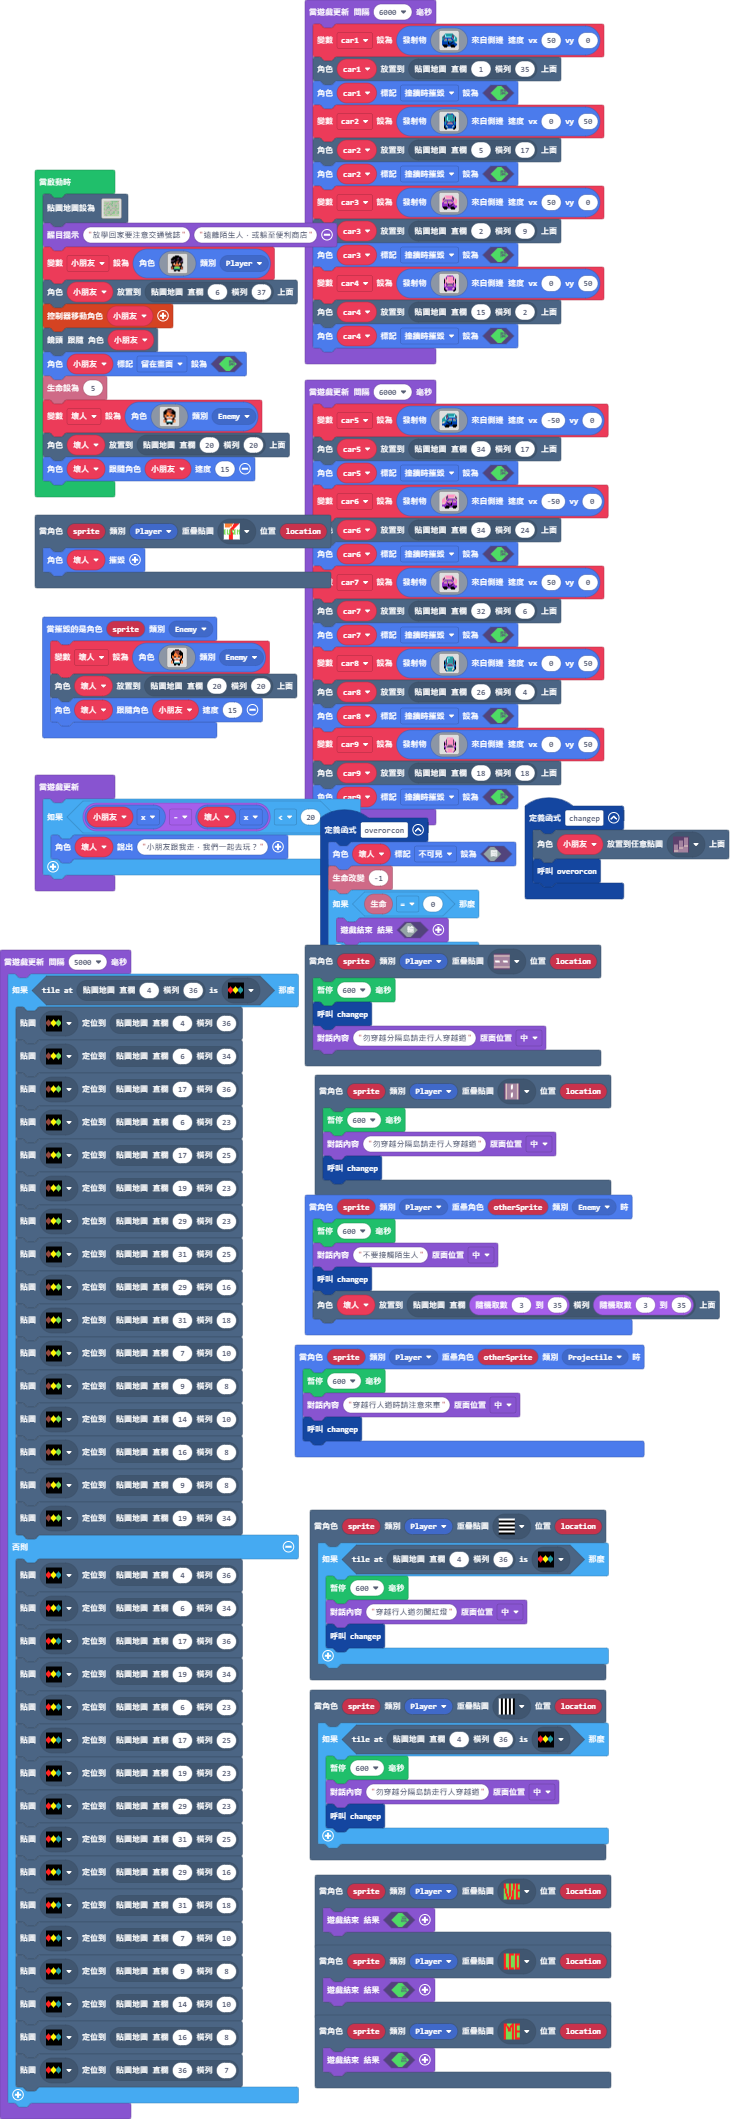 當遊戲更新 間隔 6000 毫秒
變數 car1 設為 發射物 來自側邊 速度 vx 50 vy 0
角色 car1 放置到 貼圖地圖 直欄 1 橫列 35 上面
角色 car1 標記 撞牆時摧毀 設為
變數 car2 設為 發射物 來自側邊 速度 vx 0 vy 50
角色 car2 放置到 貼圖地圖 直欄 5 橫列 17 上面
角色 car2 標記 撞牆時摧毀 設為
變數 car3 設為 發射物 來自側邊 速度 vx 50 vy 0
car3 放置到 貼圖地圖 直欄 2 橫列 9 上面
角色 car3 標記 撞牆時摧毀 設為
變數 car4 設為 發射物 來自側邊 速度 vx 0 vy 50
角色 car4 放置到 貼圖地圖 直欄 15 橫列 2 上面
角色 car4 標記 撞牆時摧毀 設為
當啟動時
貼圖地圖設為
醒目提示 "放學回家要注意交通號誌" "遠離陌生人，或躲至便利商店"
變數 小朋友 設為 角色 類別 Player
角色 小朋友 放置到 貼圖地圖 直欄 6 橫列 37 上面
控制器移動角色 小朋友
鏡頭 跟隨 角色 小朋友
角色 小朋友 標記 留在畫面 設為
生命設為 5
變數 壞人 設為 角色 類別 Enemy
角色 壞人 放置到 貼圖地圖 直欄 20 橫列 20 上面
角色 壞人 跟隨角色 小朋友 速度 15
當遊戲更新 間隔 6000 毫秒
變數 car5 設為 發射物 來自側邊 速度 vx -50 vy 0
角色 car5 放置到 貼圖地圖 直欄 34 橫列 17 上面
角色 car5 標記 撞牆時摧毀 設為
變數 car6 設為 發射物 來自側邊 速度 vx -50 vy 0
角色 car6 放置到 貼圖地圖 直欄 34 橫列 24 上面
角色 car6 標記 撞牆時摧毀 設為
變數 car7 設為 發射物 來自側邊 速度 vx 50 vy 0
角色 car7 放置到 貼圖地圖 直欄 32 橫列 6 上面
角色 car7 標記 撞牆時摧毀 設為
變數 car8 設為 發射物 來自側邊 速度 vx 0 vy 50
角色 car8 放置到 貼圖地圖 直欄 26 橫列 4 上面
角色 car8 標記 撞牆時摧毀 設為
變數 car9 設為 發射物 來自側邊 速度 vx 0 vy 50
角色 car9 放置到 貼圖地圖 直欄 18 橫列 18 上面
car9 標記 撞牆時摧毀 設為
當角色 sprite 類別 Player 重疊貼圖 位置 location
角色 壞人 摧毀
當摧毀的是角色 sprite 類別 Enemy
變數 壞人 設為 角色 類別 Enemy
角色 壞人 放置到 貼圖地圖 直欄 20 橫列 20 上面
角色 壞人 跟隨角色 小朋友 速度 15
當遊戲更新
如果 小朋友 x - 壞人 x < 20
角色 壞人 說出 "小朋友跟我走，我們一起去玩？"
定義函式 overorcon
角色 壞人 標記 不可見 設為
生命改變 -1
如果 生命 = 0 那麼
遊戲結束 結果
定義函式 changep
角色 小朋友 放置到任意貼圖 上面
呼叫 overorcon
當遊戲更新 間隔 5000 毫秒
如果 tile at 貼圖地圖 直欄 4 橫列 36 is 那麼
貼圖 定位到 貼圖地圖 直欄 4 橫列 36
貼圖 定位到 貼圖地圖 直欄 6 橫列 34
貼圖 定位到 貼圖地圖 直欄 17 橫列 36
貼圖 定位到 貼圖地圖 直欄 6 橫列 23
貼圖 定位到 貼圖地圖 直欄 17 橫列 25
貼圖 定位到 貼圖地圖 直欄 19 橫列 23
貼圖 定位到 貼圖地圖 直欄 29 橫列 23
貼圖 定位到 貼圖地圖 直欄 31 橫列 25
貼圖 定位到 貼圖地圖 直欄 29 橫列 16
貼圖 定位到 貼圖地圖 直欄 31 橫列 18
貼圖 定位到 貼圖地圖 直欄 7 橫列 10
貼圖 定位到 貼圖地圖 直欄 9 橫列 8
貼圖 定位到 貼圖地圖 直欄 14 橫列 10
貼圖 定位到 貼圖地圖 直欄 16 橫列 8
貼圖 定位到 貼圖地圖 直欄 9 橫列 8
貼圖 定位到 貼圖地圖 直欄 19 橫列 34
否則
貼圖 定位到 貼圖地圖 直欄 4 橫列 36
貼圖 定位到 貼圖地圖 直欄 6 橫列 34
貼圖 定位到 貼圖地圖 直欄 17 橫列 36
貼圖 定位到 貼圖地圖 直欄 19 橫列 34
貼圖 定位到 貼圖地圖 直欄 6 橫列 23
貼圖 定位到 貼圖地圖 直欄 17 橫列 25
貼圖 定位到 貼圖地圖 直欄 19 橫列 23
貼圖 定位到 貼圖地圖 直欄 29 橫列 23
貼圖 定位到 貼圖地圖 直欄 31 橫列 25
貼圖 定位到 貼圖地圖 直欄 29 橫列 16
貼圖 定位到 貼圖地圖 直欄 31 橫列 18
貼圖 定位到 貼圖地圖 直欄 7 橫列 10
貼圖 定位到 貼圖地圖 直欄 9 橫列 8
貼圖 定位到 貼圖地圖 直欄 14 橫列 10
貼圖 定位到 貼圖地圖 直欄 16 橫列 8
貼圖 定位到 貼圖地圖 直欄 36 橫列 7
當角色 sprite 類別 Player 重疊貼圖 位置 location
暫停 600 毫秒
呼叫 changep
對話內容 "勿穿越分隔島請走行人穿越道" 版面位置 中
當角色 sprite 類別 Player 重疊貼圖 位置 location
暫停 600 毫秒
對話內容 "勿穿越分隔島請走行人穿越道" 版面位置 中
呼叫 changep
當角色 sprite 類別 Player 重疊角色 otherSprite 類別 Enemy 時
暫停 600 毫秒
對話內容 "不要接觸陌生人" 版面位置 中
呼叫 changep
角色 壞人 放置到 貼圖地圖 直欄 隨機取數 3 到 35 橫列 隨機取數 3 到 35 上面
當角色 sprite 類別 Player 重疊角色 otherSprite 類別 Projectile 時
暫停 600 毫秒
對話內容 "穿越行人道時請注意來車" 版面位置 中
呼叫 changep
當角色 sprite 類別 Player 重疊貼圖 位置 location
如果 tile at 貼圖地圖 直欄 4 橫列 36 is 那麼
暫停 600 毫秒
對話內容 "穿越行人道勿闖紅燈" 版面位置 中
呼叫 changep
當角色 sprite 類別 Player 重疊貼圖 位置 location
如果 tile at 貼圖地圖 直欄 4 橫列 36 is 那麼
暫停 600 毫秒
對話內容 "勿穿越分隔島請走行人穿越道" 版面位置 中
呼叫 changep
當角色 sprite 類別 Player 重疊貼圖 位置 location
遊戲結束 結果
當角色 sprite 類別 Player 重疊貼圖 位置 location
遊戲結束 結果
當角色 sprite 類別 Player 重疊貼圖 位置 location
遊戲結束 結果